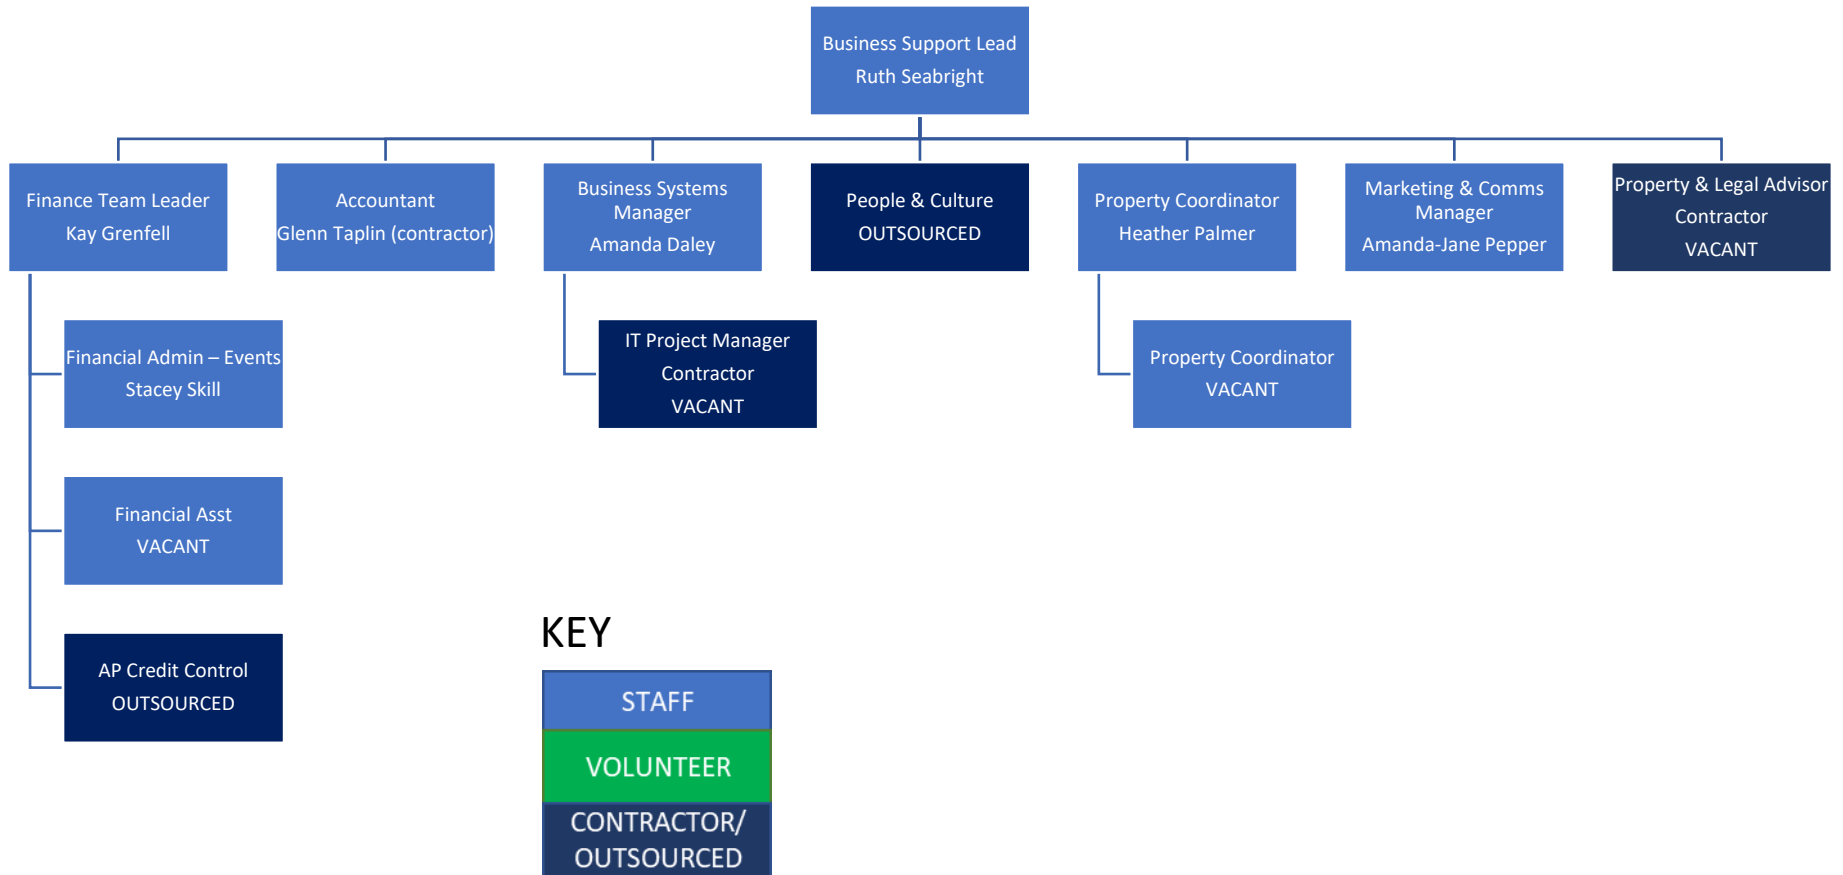 Business Support Lead
Ruth Seabright
Finance Team Leader
Kay Grenfell
Accountant
Glenn Taplin (contractor)
Business Systems
Manager
Amanda Daley
People & Culture
OUTSOURCED
Property Coordinator
Heather Palmer
Marketing & Comms
Manager
Amanda-Jane Pepper
Property & Legal Advisor
Contractor
VACANT
Financial Admin – Events
Stacey Skill
IT Project Manager
Contractor
VACANT
Property Coordinator
VACANT
Financial Asst
VACANT
AP Credit Control
OUTSOURCED
KEY
STAFF
VOLUNTEER
CONTRACTOR/
OUTSOURCED